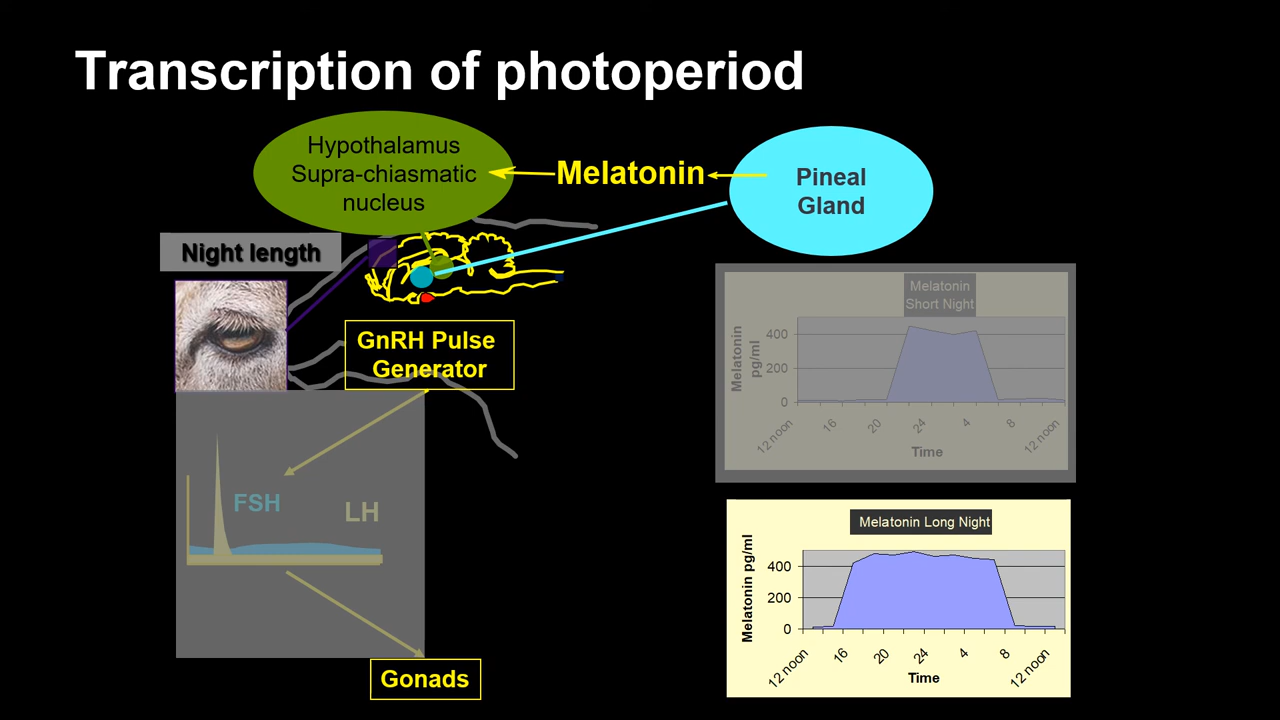 Transcription of photoperiod
Hypothalamus
Supra-chiasmatic
nucleus
Melatonin
Pineal
Gland
Night length
GnRH Pulse
Generator
FSH
LH
Gonads
Melatonin
Short Night
Melatonin
pg/ml
400
200
0
12 noon
16
20
24
4
8
12 noon
Time
Melatonin Long Night
Melatonin pg/ml
400
200
0
12 noon
16
20
24
4
8
12 noon
Time